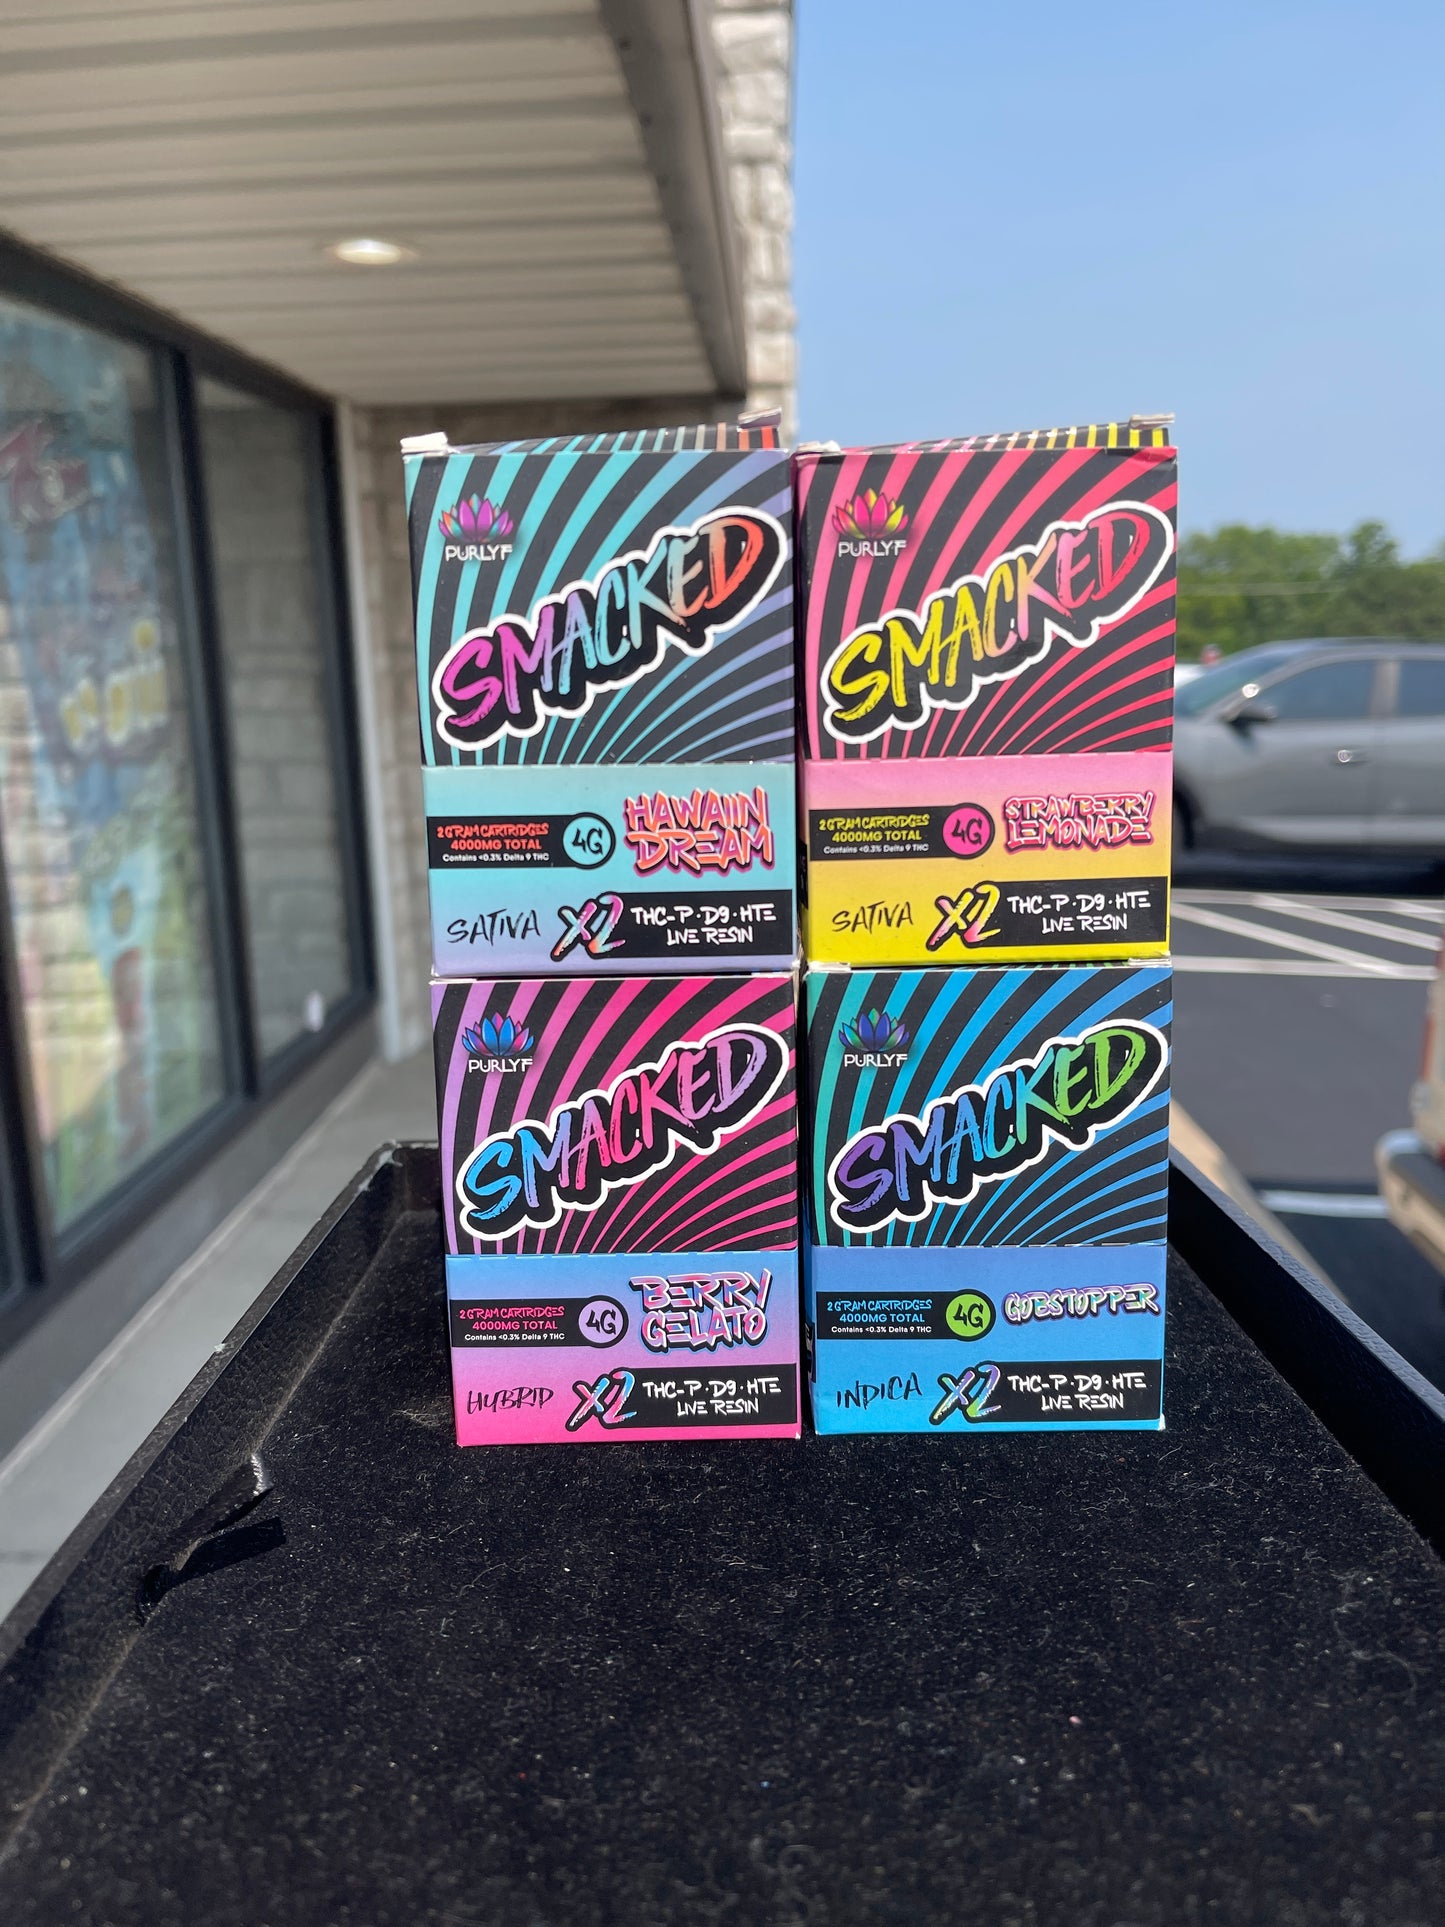 PURLYF
SMACKED
2 GRAM CARTRIDGES
4000MG TOTAL
Contains <0.3% Delta 9 THC
4G
HAWAIIN
DREAM
SATIVA
X2
THC-P · D9 · HTE
LIVE RESIN
PURLYF
SMACKED
2 GRAM CARTRIDGES
4000MG TOTAL
Contains <0.3% Delta 9 THC
4G
STRAWBERRY
LEMONADE
SATIVA
X2
THC-P · D9 · HTE
LIVE RESIN
PURLYF
SMACKED
2 GRAM CARTRIDGES
4000MG TOTAL
Contains <0.3% Delta 9 THC
4G
BERRY
GELATO
HYBRID
X2
THC-P · D9 · HTE
LIVE RESIN
PURLYF
SMACKED
2 GRAM CARTRIDGES
4000MG TOTAL
Contains <0.3% Delta 9 THC
4G
GOBSTOPPER
INDICA
X2
THC-P · D9 · HTE
LIVE RESIN